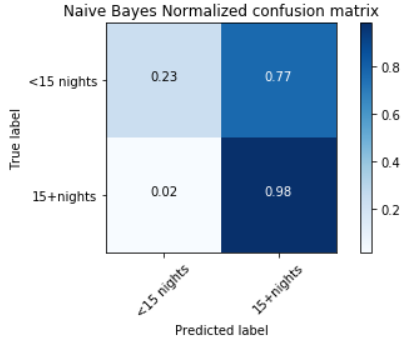 Naive Bayes Normalized confusion matrix
<15 nights
0.23
0.77
15+nights
0.02
0.98
True label
<15 nights
15+nights
Predicted label
0.8
0.6
0.4
0.2